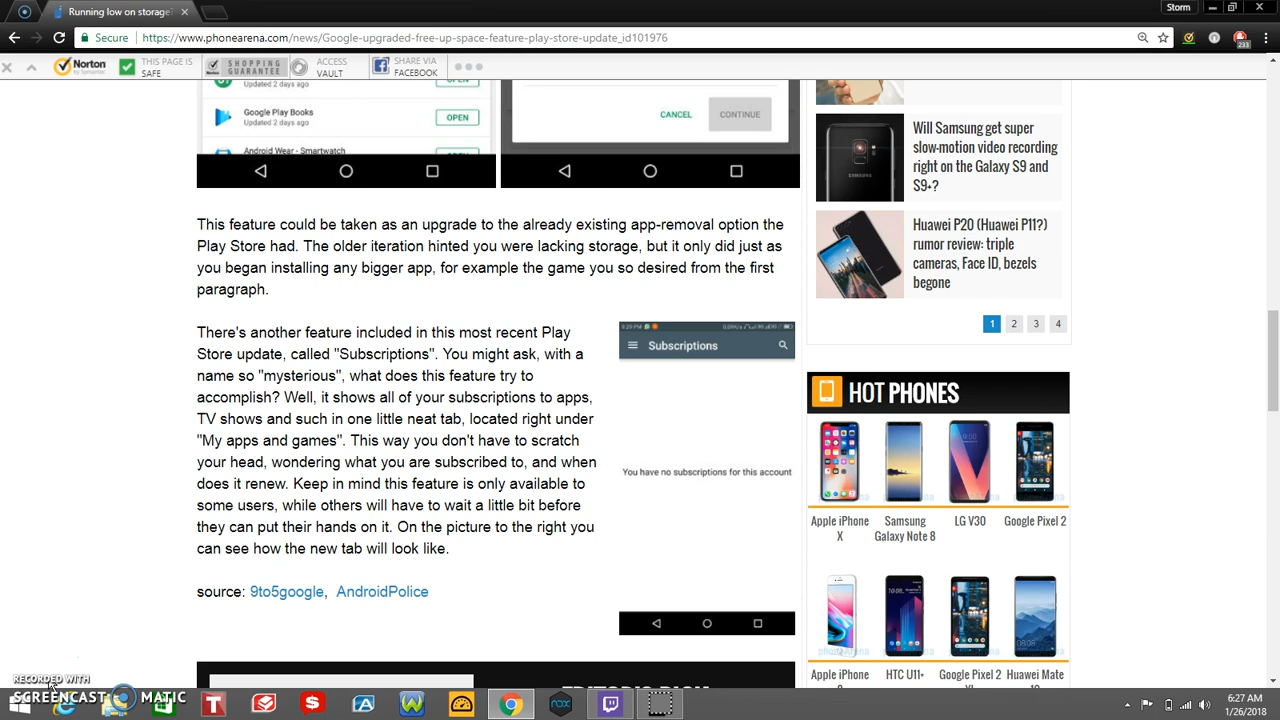 Running low on storage?
Storm
Secure
https://www.phonearena.com/news/Google-upgraded-free-up-space-feature-play-store-update_id101976
233
Norton
by Symantec
THIS PAGE IS
SAFE
SHOPPING
GUARANTEE
ACCESS
VAULT
SHARE VIA
FACEBOOK
Updated 2 days ago
OPEN
Google Play Books
Updated 2 days ago
OPEN
Android Wear - Smartwatch
CANCEL
CONTINUE
This feature could be taken as an upgrade to the already existing app-removal option the
Play Store had. The older iteration hinted you were lacking storage, but it only did just as
you began installing any bigger app, for example the game you so desired from the first
paragraph.
There's another feature included in this most recent Play
Store update, called "Subscriptions". You might ask, with a
name so "mysterious", what does this feature try to
accomplish? Well, it shows all of your subscriptions to apps,
TV shows and such in one little neat tab, located right under
"My apps and games". This way you don't have to scratch
your head, wondering what you are subscribed to, and when
does it renew. Keep in mind this feature is only available to
some users, while others will have to wait a little bit before
they can put their hands on it. On the picture to the right you
can see how the new tab will look like.
Subscriptions
You have no subscriptions for this account
source: 9to5google, AndroidPolice
SAMSUNG
Will Samsung get super
slow-motion video recording
right on the Galaxy S9 and
S9+?
Huawei P20 (Huawei P11?)
rumor review: triple
cameras, Face ID, bezels
begone
1 2 3 4
HOT PHONES
Apple iPhone
X
Samsung
Galaxy Note 8
LG V30
Google Pixel 2
Apple iPhone
HTC U11+
Google Pixel 2
Huawei Mate
RECORDED WITH
SCREENCAST MATIC
6:27 AM
1/26/2018